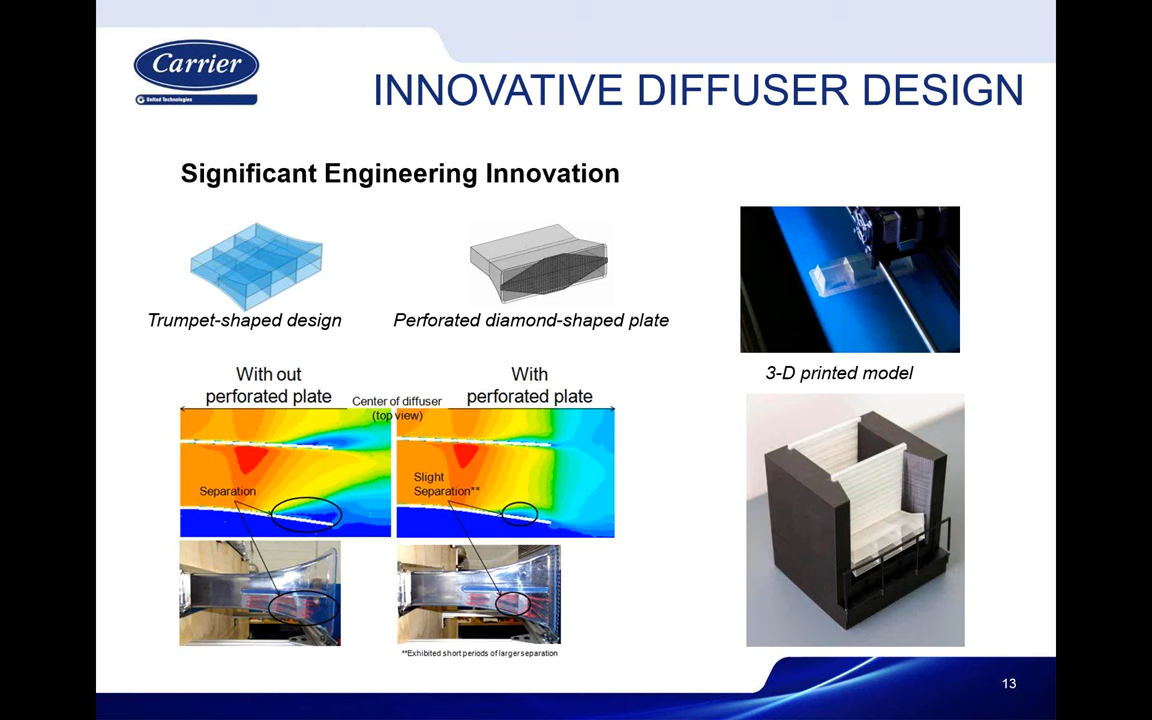 Carrier
United Technologies
INNOVATIVE DIFFUSER DESIGN
Significant Engineering Innovation
Trumpet-shaped design
Perforated diamond-shaped plate
3-D printed model
With out
perforated plate
Center of diffuser
(top view)
With
perforated plate
Separation
Slight
Separation**
**Exhibited short periods of larger separation
13